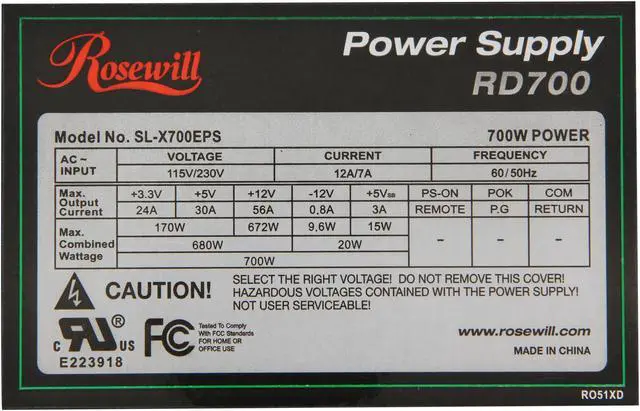 Rosewill
Power Supply
RD700
Model No. SL-X700EPS 700W POWER
AC ~ INPUT VOLTAGE CURRENT FREQUENCY
115V/230V 12A/7A 60/50Hz
Max. Output Current +3.3V +5V +12V -12V +5VSB PS-ON POK COM
24A 30A 56A 0.8A 3A REMOTE P.G RETURN
Max. Combined Wattage 170W 672W 9.6W 15W - - -
680W 20W
700W
CAUTION!
SELECT THE RIGHT VOLTAGE! DO NOT REMOVE THIS COVER!
HAZARDOUS VOLTAGES CONTAINED WITH THE POWER SUPPLY!
NOT USER SERVICEABLE!
c RU ® US
E223918
FC
Tested To Comply
With FCC Standards
FOR HOME OR
OFFICE USE
www.rosewill.com
MADE IN CHINA
RO51XD